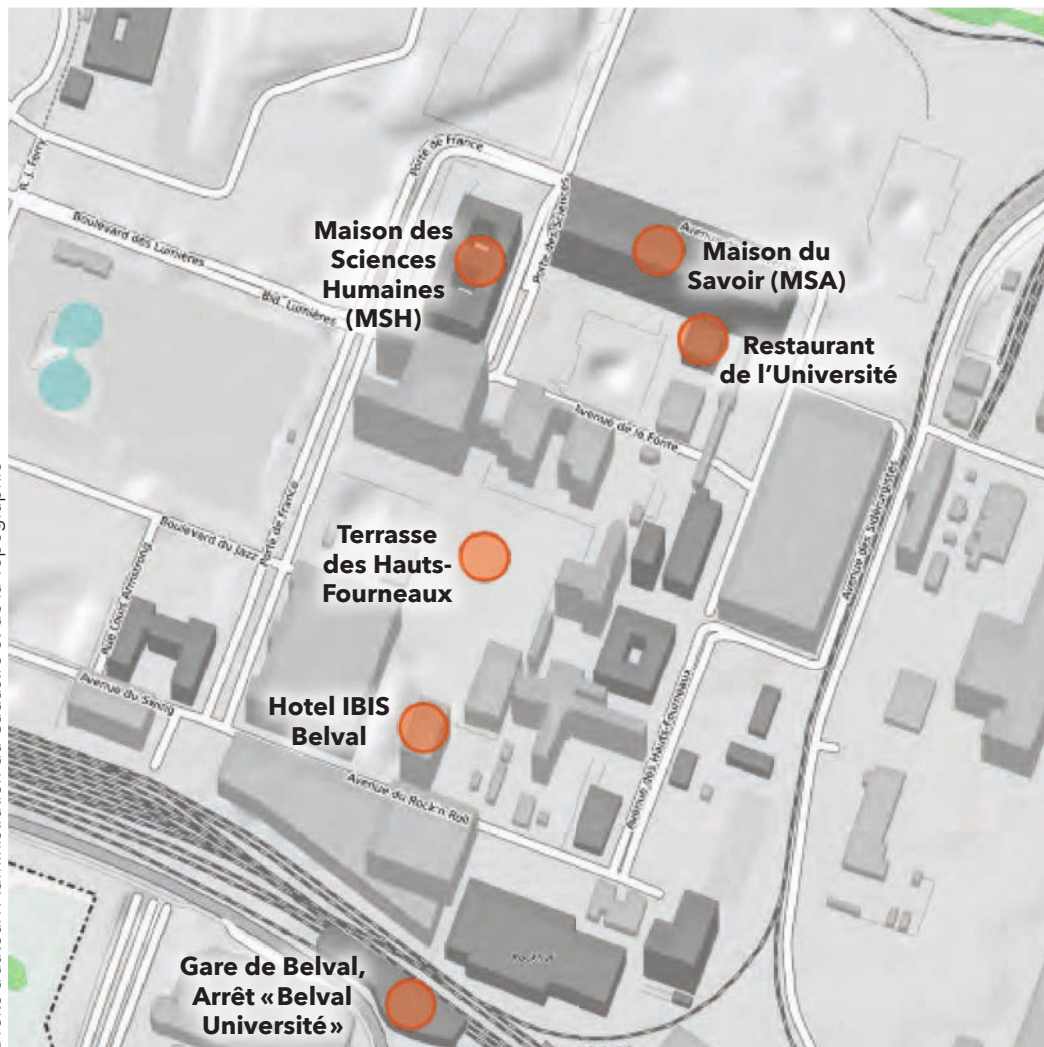 Porte de France
R. J. Ferry
Boulevard des Lumières
Bld. Lumières
Maison des
Sciences
Humaines
(MSH)
Porte des Sciences
Maison du
Savoir (MSA)
Restaurant
de l'Université
Avenue de la Fonte
Avenue des Sidérurgistes
Terrasse
des Hauts-
Fourneaux
Boulevard du Jazz
Porte de France
Rue Louis Armstrong
Avenue du Swing
Hotel IBIS
Belval
Avenue du Rock'n Roll
Avenue des Hauts-Fourneaux
Rockhal
Gare de Belval,
Arrêt «Belval
Université»